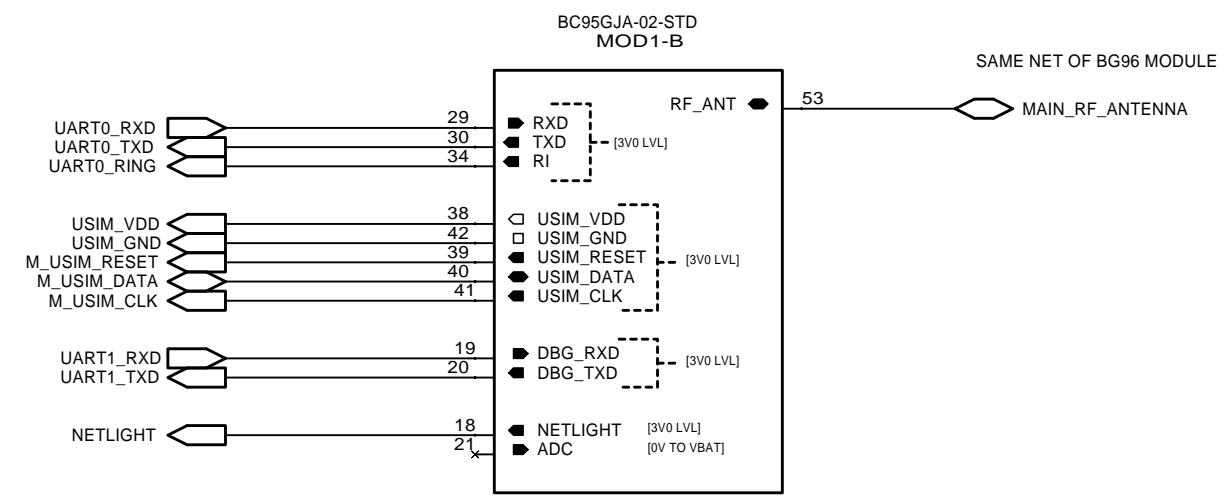 BC95GJA-02-STD
MOD1-B
SAME NET OF BG96 MODULE
RF_ANT 53 MAIN_RF_ANTENNA
UART0_RXD 29 RXD
UART0_TXD 30 TXD [3V0 LVL]
UART0_RING 34 RI
USIM_VDD 38 USIM_VDD
USIM_GND 42 USIM_GND
M_USIM_RESET 39 USIM_RESET [3V0 LVL]
M_USIM_DATA 40 USIM_DATA
M_USIM_CLK 41 USIM_CLK
UART1_RXD 19 DBG_RXD [3V0 LVL]
UART1_TXD 20 DBG_TXD
NETLIGHT 18 NETLIGHT [3V0 LVL]
21 ADC [0V TO VBAT]